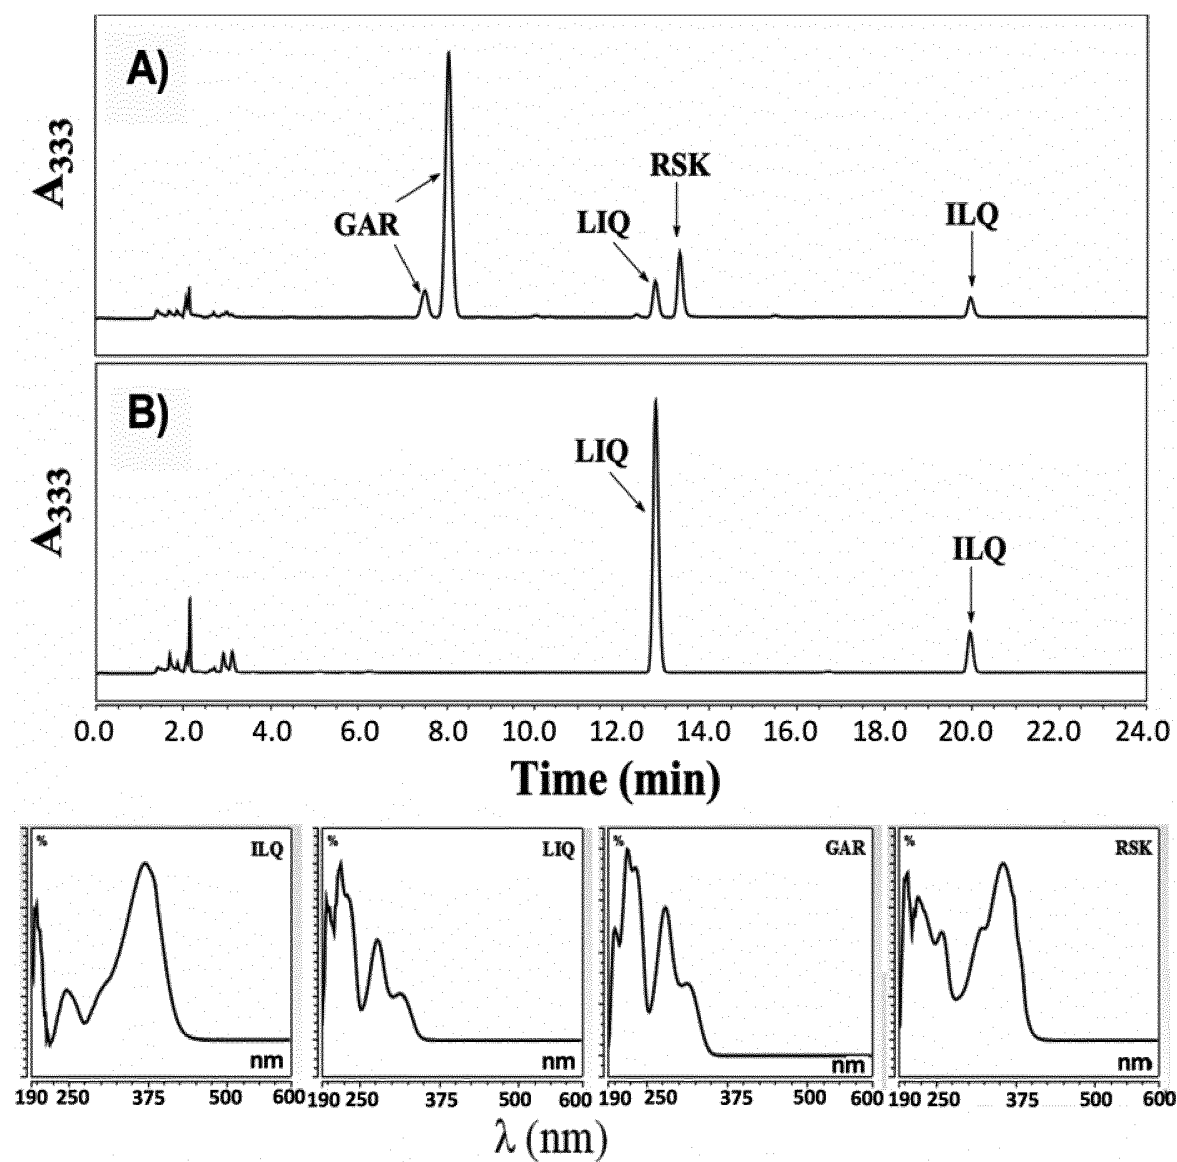 A)
A333
GAR
LIQ
RSK
ILQ
B)
A333
LIQ
ILQ
0.0 2.0 4.0 6.0 8.0 10.0 12.0 14.0 16.0 18.0 20.0 22.0 24.0
Time (min)
% ILQ % LIQ % GAR % RSK
nm nm nm nm
190 250 375 500 600 190 250 375 500 600 190 250 375 500 600 190 250 375 500 600
λ (nm)